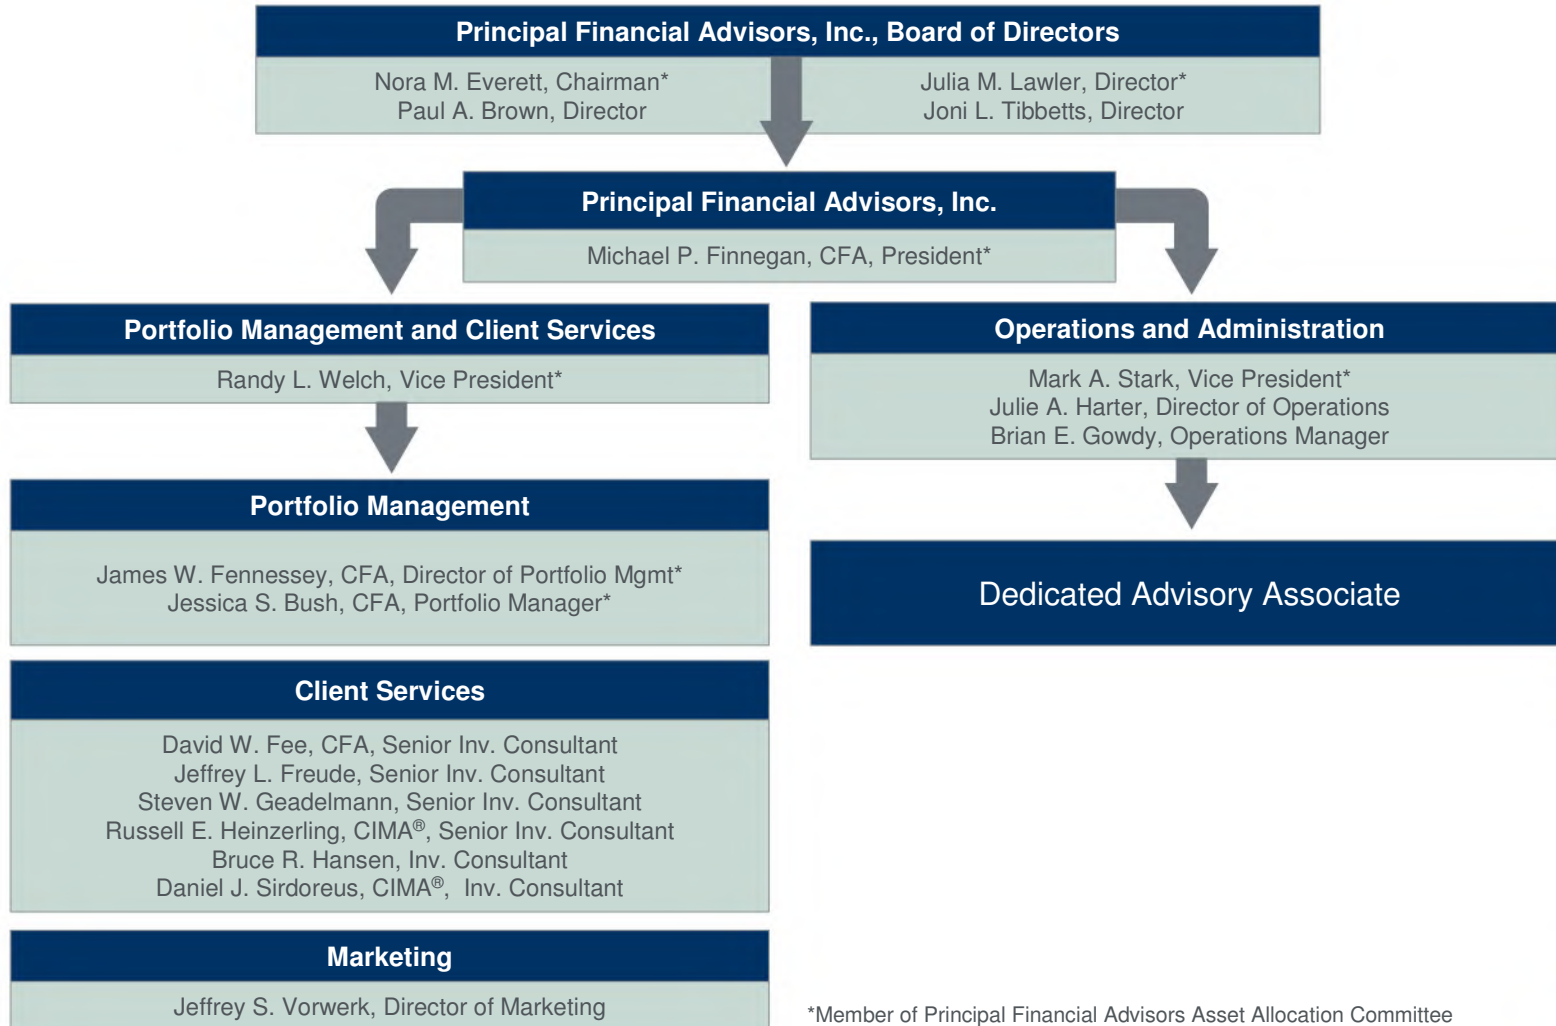 Principal Financial Advisors, Inc., Board of Directors
Nora M. Everett, Chairman*
Paul A. Brown, Director
Julia M. Lawler, Director*
Joni L. Tibbetts, Director
Principal Financial Advisors, Inc.
Michael P. Finnegan, CFA, President*
Portfolio Management and Client Services
Randy L. Welch, Vice President*
Portfolio Management
James W. Fennessey, CFA, Director of Portfolio Mgmt*
Jessica S. Bush, CFA, Portfolio Manager*
Client Services
David W. Fee, CFA, Senior Inv. Consultant
Jeffrey L. Freude, Senior Inv. Consultant
Steven W. Geadelmann, Senior Inv. Consultant
Russell E. Heinzerling, CIMA®, Senior Inv. Consultant
Bruce R. Hansen, Inv. Consultant
Daniel J. Sirdoreus, CIMA®,  Inv. Consultant
Marketing
Jeffrey S. Vorwerk, Director of Marketing
Operations and Administration
Mark A. Stark, Vice President*
Julie A. Harter, Director of Operations
Brian E. Gowdy, Operations Manager
Dedicated Advisory Associate
*Member of Principal Financial Advisors Asset Allocation Committee